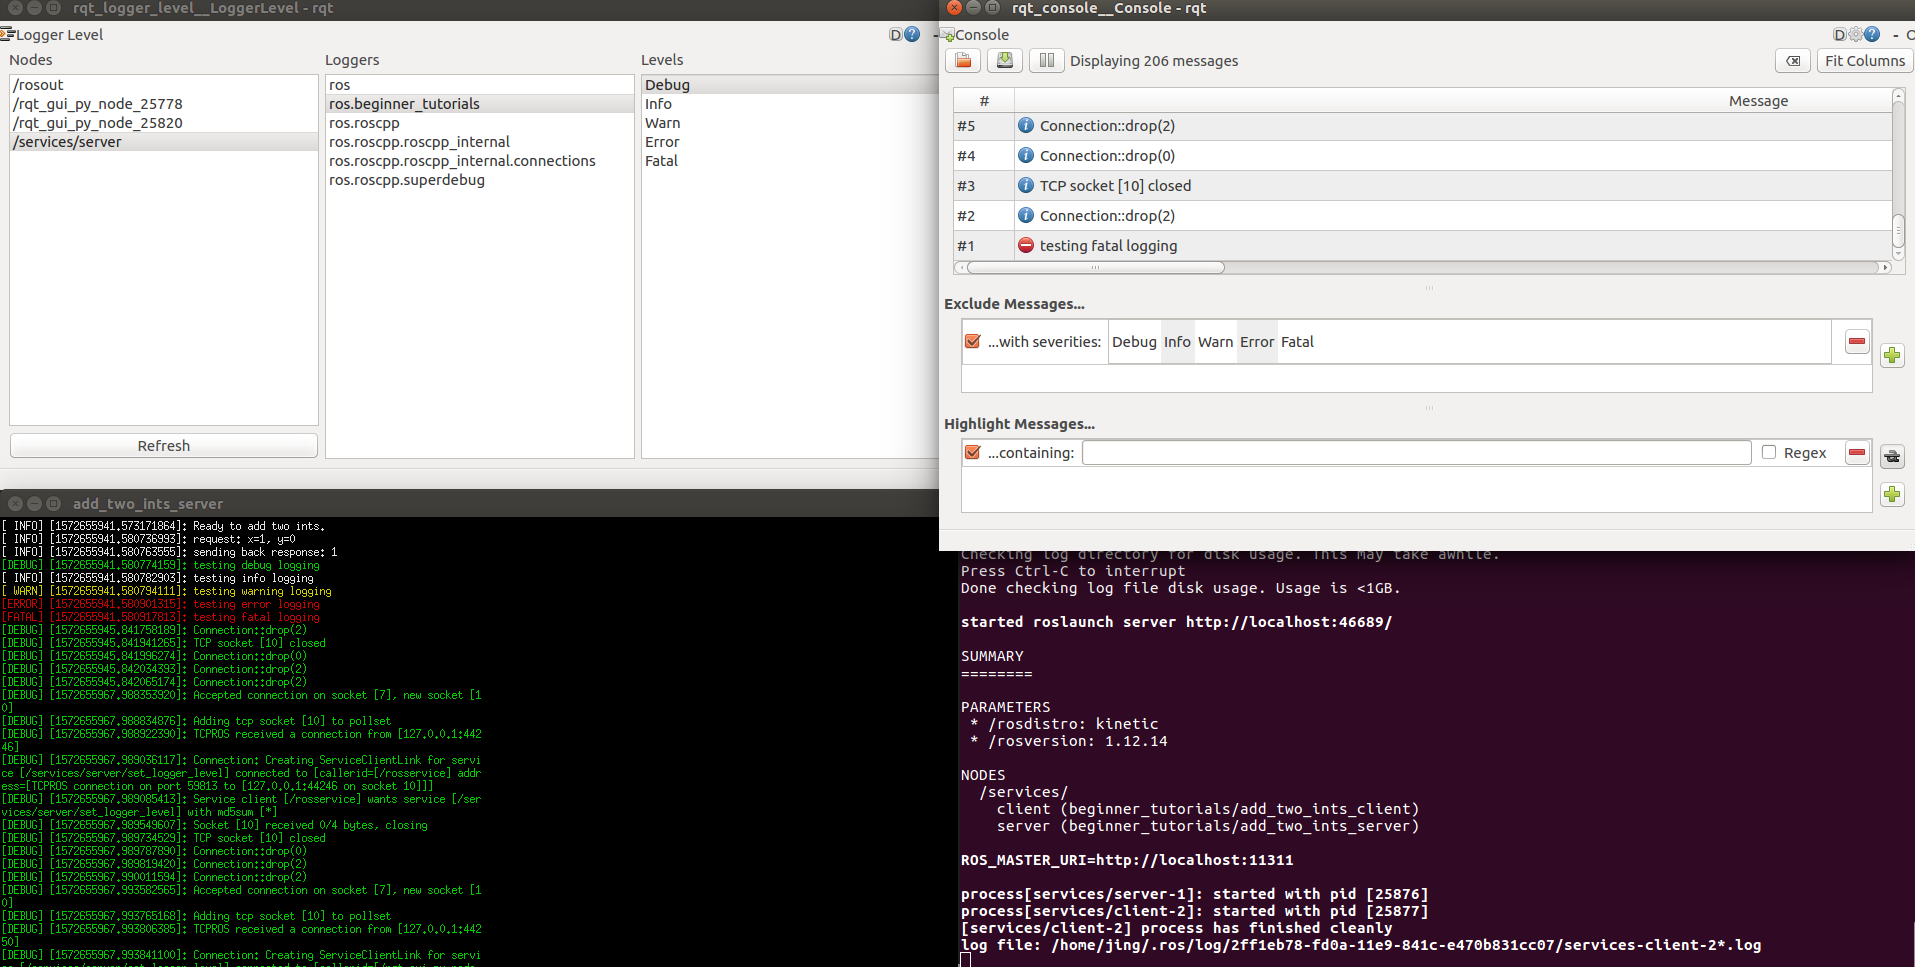 rqt_logger_level__LoggerLevel - rqt
Logger Level
D
-
Nodes
Loggers
Levels
/rosout
/rqt_gui_py_node_25778
/rqt_gui_py_node_25820
/services/server
ros
ros.beginner_tutorials
ros.roscpp
ros.roscpp.roscpp_internal
ros.roscpp.roscpp_internal.connections
ros.roscpp.superdebug
Debug
Info
Warn
Error
Fatal
Refresh
rqt_console__Console - rqt
Console
D
- O
Displaying 206 messages
Fit Columns
# Message
#5 Connection::drop(2)
#4 Connection::drop(0)
#3 TCP socket [10] closed
#2 Connection::drop(2)
#1 testing fatal logging
Exclude Messages...
...with severities: Debug Info Warn Error Fatal
Highlight Messages...
...containing: Regex
add_two_ints_server
[ INFO] [1572655941.573171864]: Ready to add two ints.
[ INFO] [1572655941.580736993]: request: x=1, y=0
[ INFO] [1572655941.580763555]: sending back response: 1
[DEBUG] [1572655941.580774159]: testing debug logging
[ INFO] [1572655941.580782903]: testing info logging
[ WARN] [1572655941.580794111]: testing warning logging
[ERROR] [1572655941.580901315]: testing error logging
[FATAL] [1572655941.580917813]: testing fatal logging
[DEBUG] [1572655945.841758189]: Connection::drop(2)
[DEBUG] [1572655945.841941265]: TCP socket [10] closed
[DEBUG] [1572655945.841996274]: Connection::drop(0)
[DEBUG] [1572655945.842034393]: Connection::drop(2)
[DEBUG] [1572655945.842065174]: Connection::drop(2)
[DEBUG] [1572655967.988353920]: Accepted connection on socket [7], new socket [1
0]
[DEBUG] [1572655967.988834876]: Adding tcp socket [10] to pollset
[DEBUG] [1572655967.988922390]: TCPROS received a connection from [127.0.0.1:442
46]
[DEBUG] [1572655967.989036117]: Connection: Creating ServiceClientLink for servi
ce [/services/server/set_logger_level] connected to [callerid=[/rosservice] addr
ess=[TCPROS connection on port 59813 to [127.0.0.1:44246 on socket 10]]]
[DEBUG] [1572655967.989085413]: Service client [/rosservice] wants service [/ser
vices/server/set_logger_level] with md5sum [*]
[DEBUG] [1572655967.989549607]: Socket [10] received 0/4 bytes, closing
[DEBUG] [1572655967.989734529]: TCP socket [10] closed
[DEBUG] [1572655967.989787890]: Connection::drop(0)
[DEBUG] [1572655967.989819420]: Connection::drop(2)
[DEBUG] [1572655967.990011594]: Connection::drop(2)
[DEBUG] [1572655967.993582565]: Accepted connection on socket [7], new socket [1
0]
[DEBUG] [1572655967.993765168]: Adding tcp socket [10] to pollset
[DEBUG] [1572655967.993806385]: TCPROS received a connection from [127.0.0.1:442
50]
[DEBUG] [1572655967.993841100]: Connection: Creating ServiceClientLink for servi
Checking log directory for disk usage. This may take awhile.
Press Ctrl-C to interrupt
Done checking log file disk usage. Usage is <1GB.
started roslaunch server http://localhost:46689/
SUMMARY
========
PARAMETERS
* /rosdistro: kinetic
* /rosversion: 1.12.14
NODES
/services/
client (beginner_tutorials/add_two_ints_client)
server (beginner_tutorials/add_two_ints_server)
ROS_MASTER_URI=http://localhost:11311
process[services/server-1]: started with pid [25876]
process[services/client-2]: started with pid [25877]
[services/client-2] process has finished cleanly
log file: /home/jing/.ros/log/2ff1eb78-fd0a-11e9-841c-e470b831cc07/services-client-2*.log